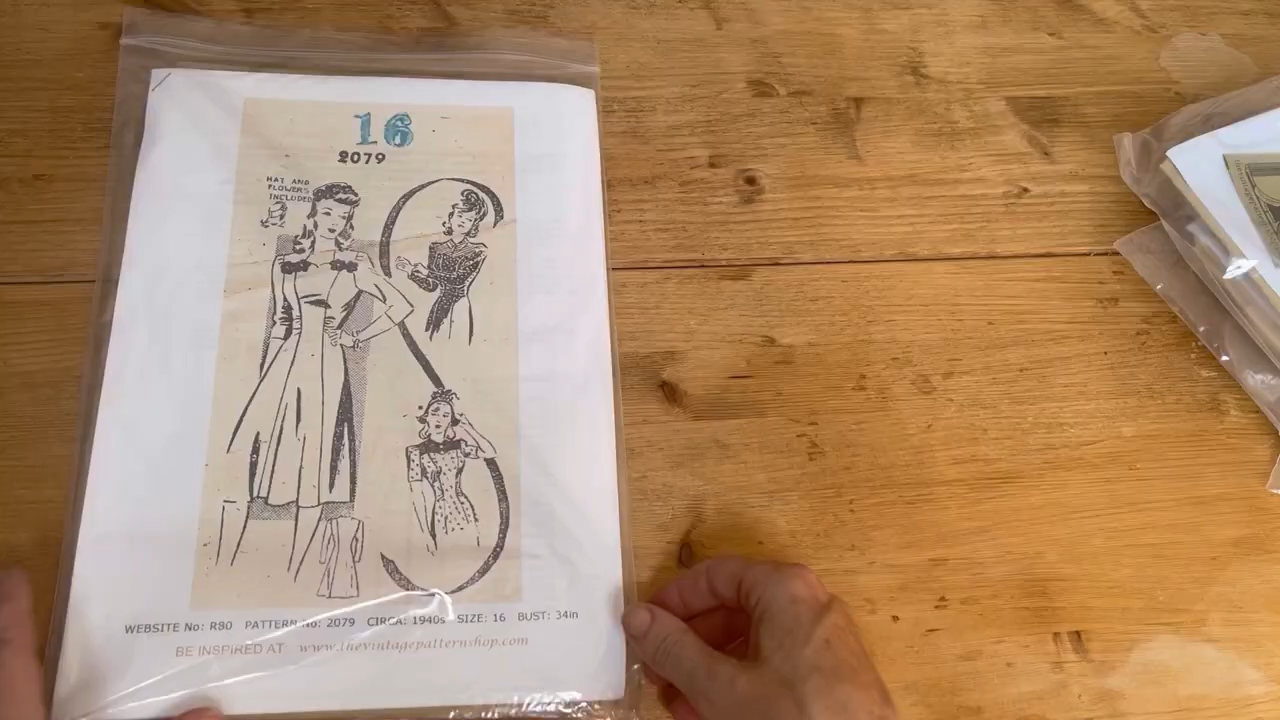 16
2079
HAT AND
FLOWERS
INCLUDED
WEBSITE No: R80 PATTERN No: 2079 CIRCA: 1940s SIZE: 16 BUST: 34in
BE INSPIRED AT www.thevintagepatternshop.com